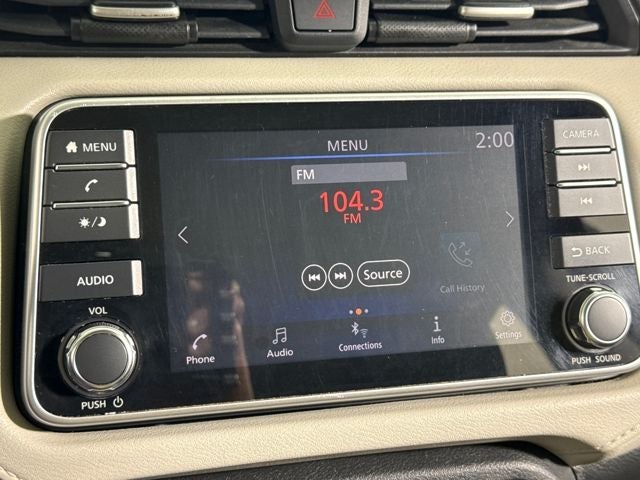 MENU
AUDIO
VOL
PUSH
MENU
2:00
FM
104.3
FM
Source
Call History
Phone
Audio
Connections
Info
Settings
CAMERA
BACK
TUNE·SCROLL
PUSH SOUND